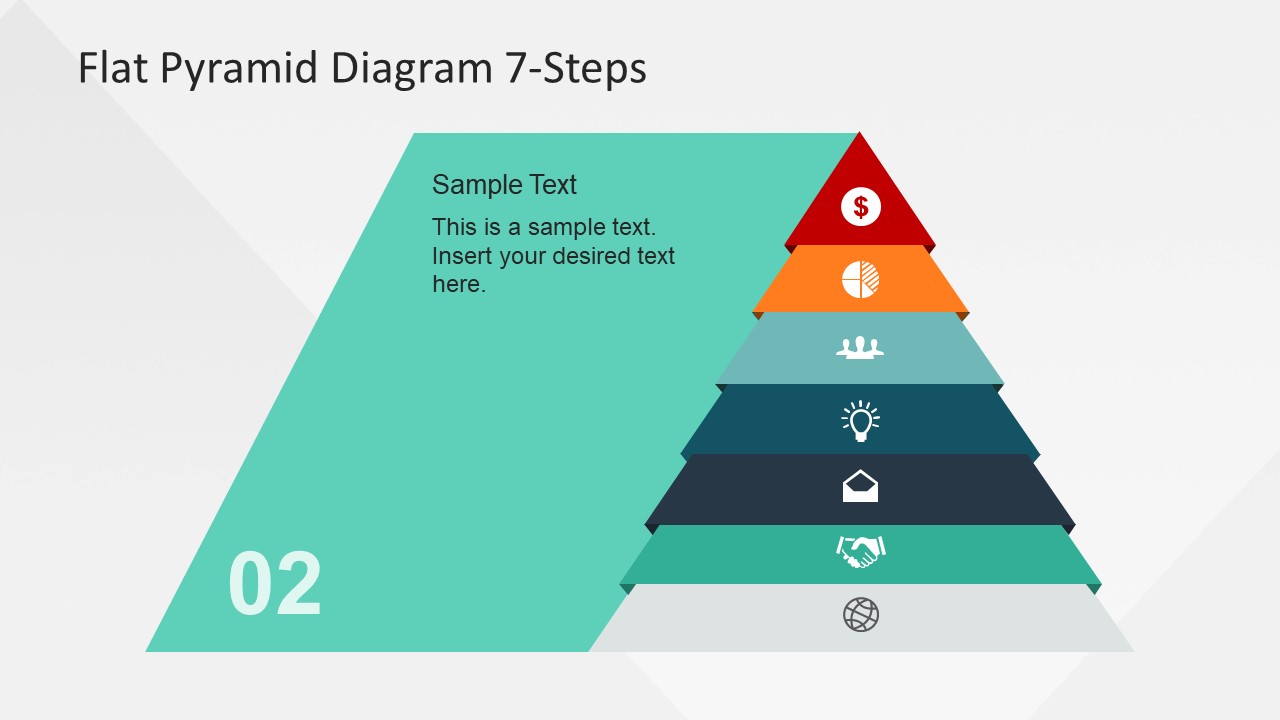 Flat Pyramid Diagram 7-Steps
Sample Text
This is a sample text.
Insert your desired text
here.
$
02